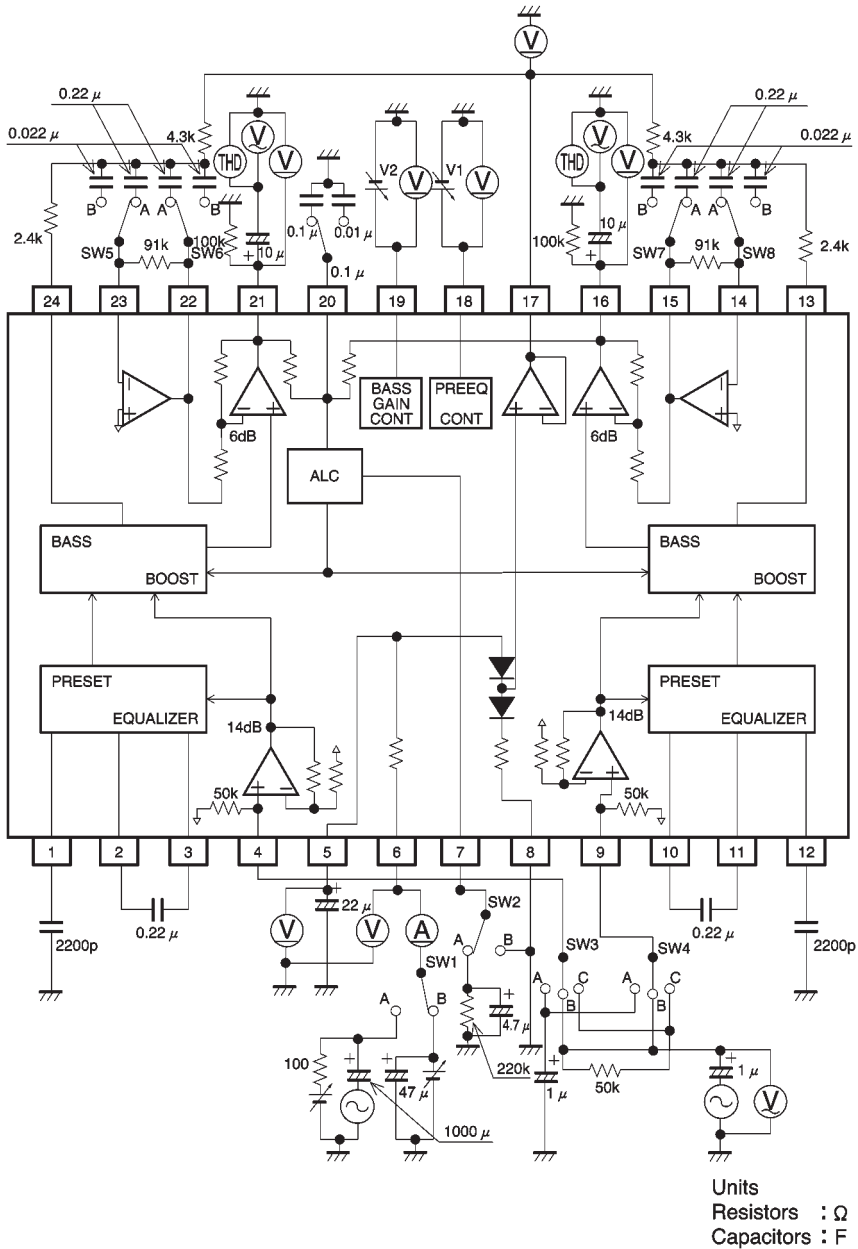 V
0.22 μ
0.22 μ
0.022 μ
4.3k
THD
V
V
V2
V
V1
V
THD
V
V
4.3k
0.022 μ
B
A
A
B
0.1 μ
0.01 μ
B
A
A
B
2.4k
SW5
91k
SW6
100k
+
10 μ
0.1 μ
100k
10 μ
+
SW7
91k
SW8
2.4k
24
23
22
21
20
19
18
17
16
15
14
13
BASS
GAIN
CONT
PREEQ
CONT
6dB
6dB
ALC
BASS
BOOST
BASS
BOOST
PRESET
EQUALIZER
PRESET
EQUALIZER
14dB
14dB
50k
50k
1
2
3
4
5
6
7
8
9
10
11
12
2200p
0.22 μ
V
+
22 μ
V
A
SW1
SW2
A
B
SW3
SW4
0.22 μ
2200p
A
B
A
B
C
A
B
C
+
4.7 μ
220k
100
+
+
47 μ
1000 μ
+
1 μ
50k
+
1 μ
V
Units
Resistors : Ω
Capacitors : F